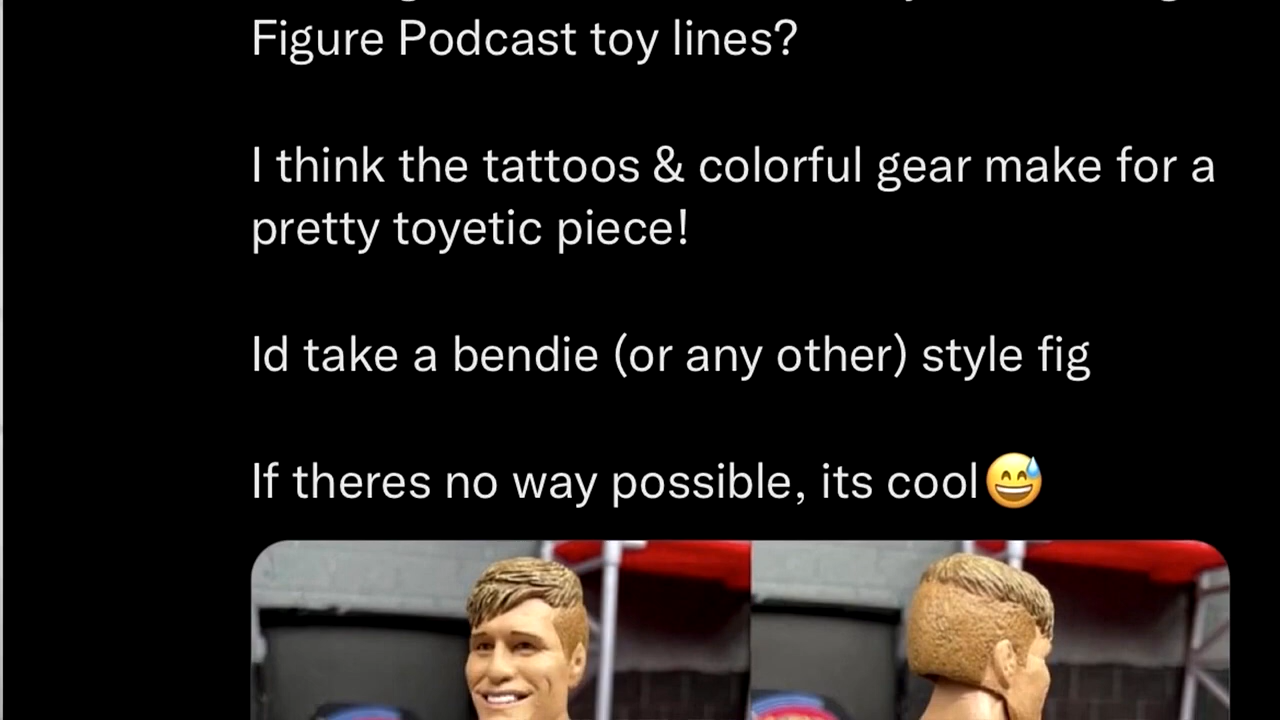 Figure Podcast toy lines?
I think the tattoos & colorful gear make for a
pretty toyetic piece!
Id take a bendie (or any other) style fig
If theres no way possible, its cool😅